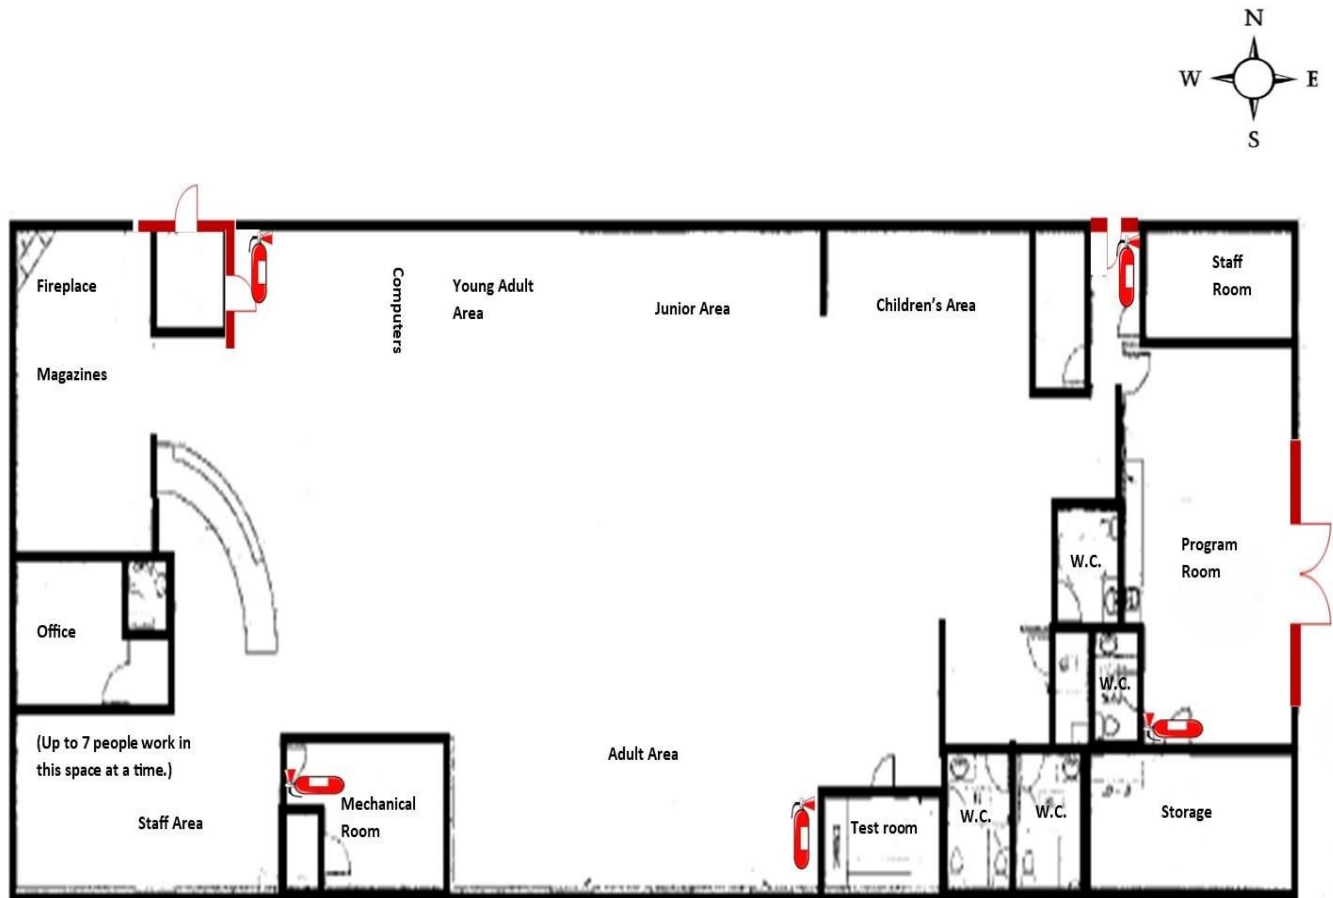 N
W
E
S
Fireplace
Computers
Young Adult
Area
Junior Area
Children's Area
Staff
Room
Magazines
Program
Room
W.C.
Office
W.C.
(Up to 7 people work in
this space at a time.)
Adult Area
Mechanical
Room
Staff Area
Test room
W.C.
W.C.
Storage